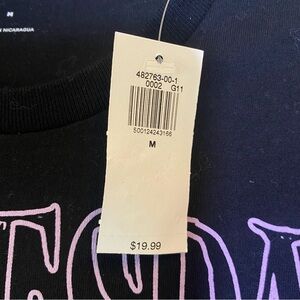 M
NICARAGUA
482763-00-1
0002 G11
500124243166
M
$19.99